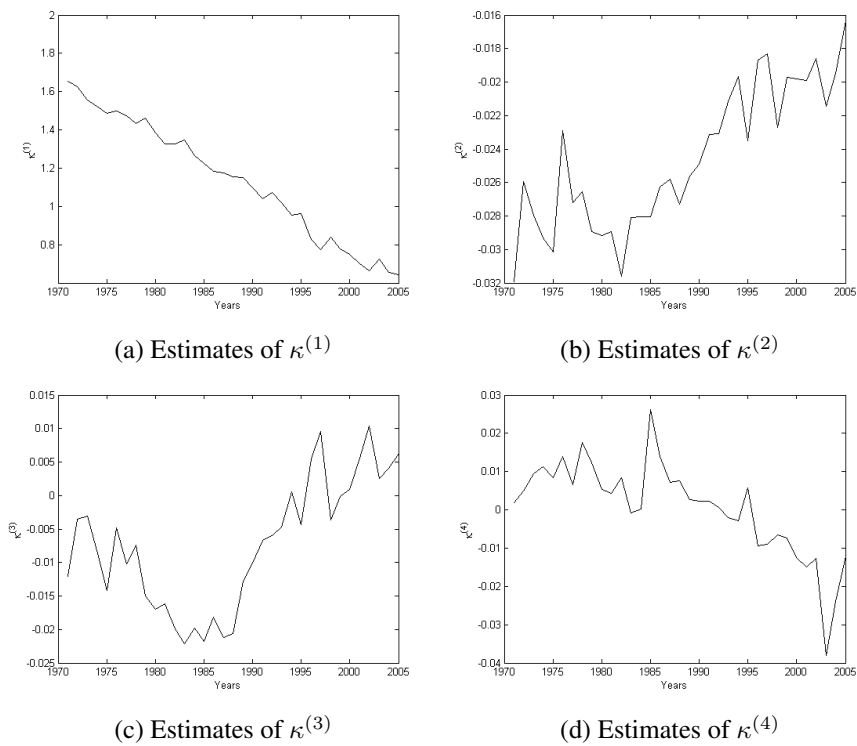 2
1.8
1.6
1.4
1.2
1
0.8
κ(1)
1970 1975 1980 1985 1990 1995 2000 2005
Years
(a) Estimates of κ(1)
-0.016
-0.018
-0.02
-0.022
-0.024
-0.026
-0.028
-0.03
-0.032
κ(2)
1970 1975 1980 1985 1990 1995 2000 2005
Years
(b) Estimates of κ(2)
0.015
0.01
0.005
0
-0.005
-0.01
-0.015
-0.02
-0.025
κ(3)
1970 1975 1980 1985 1990 1995 2000 2005
Years
(c) Estimates of κ(3)
0.03
0.02
0.01
0
-0.01
-0.02
-0.03
-0.04
κ(4)
1970 1975 1980 1985 1990 1995 2000 2005
Years
(d) Estimates of κ(4)